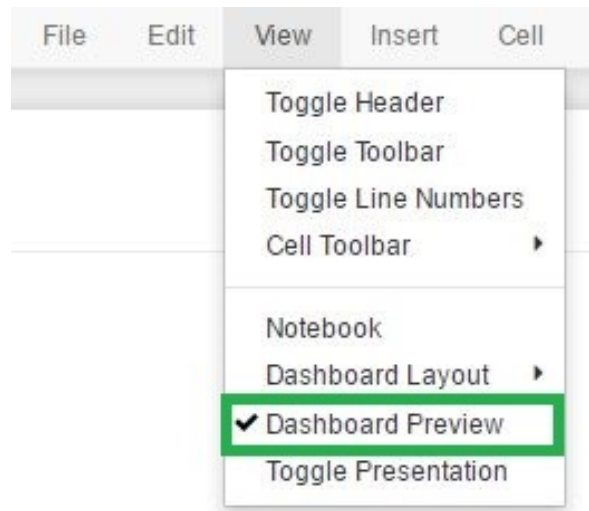 File Edit View Insert Cell
Toggle Header
Toggle Toolbar
Toggle Line Numbers
Cell Toolbar
Notebook
Dashboard Layout
Dashboard Preview
Toggle Presentation